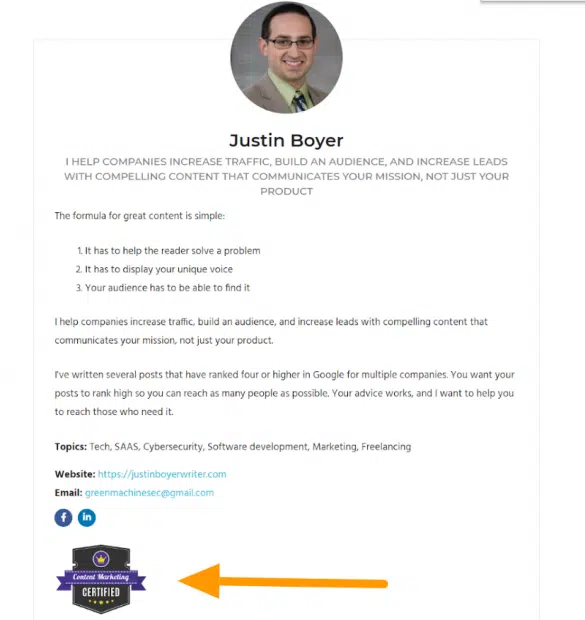 Justin Boyer
I HELP COMPANIES INCREASE TRAFFIC, BUILD AN AUDIENCE, AND INCREASE LEADS
WITH COMPELLING CONTENT THAT COMMUNICATES YOUR MISSION, NOT JUST YOUR
PRODUCT
The formula for great content is simple:
1. It has to help the reader solve a problem
2. It has to display your unique voice
3. Your audience has to be able to find it
I help companies increase traffic, build an audience, and increase leads with compelling content that
communicates your mission, not just your product.
I've written several posts that have ranked four or higher in Google for multiple companies. You want your
posts to rank high so you can reach as many people as possible. Your advice works, and I want to help you
to reach those who need it.
Topics: Tech, SAAS, Cybersecurity, Software development, Marketing, Freelancing
Website: https://justinboyerwriter.com
Email: greenmachinesec@gmail.com
f in
Content Marketing
CERTIFIED